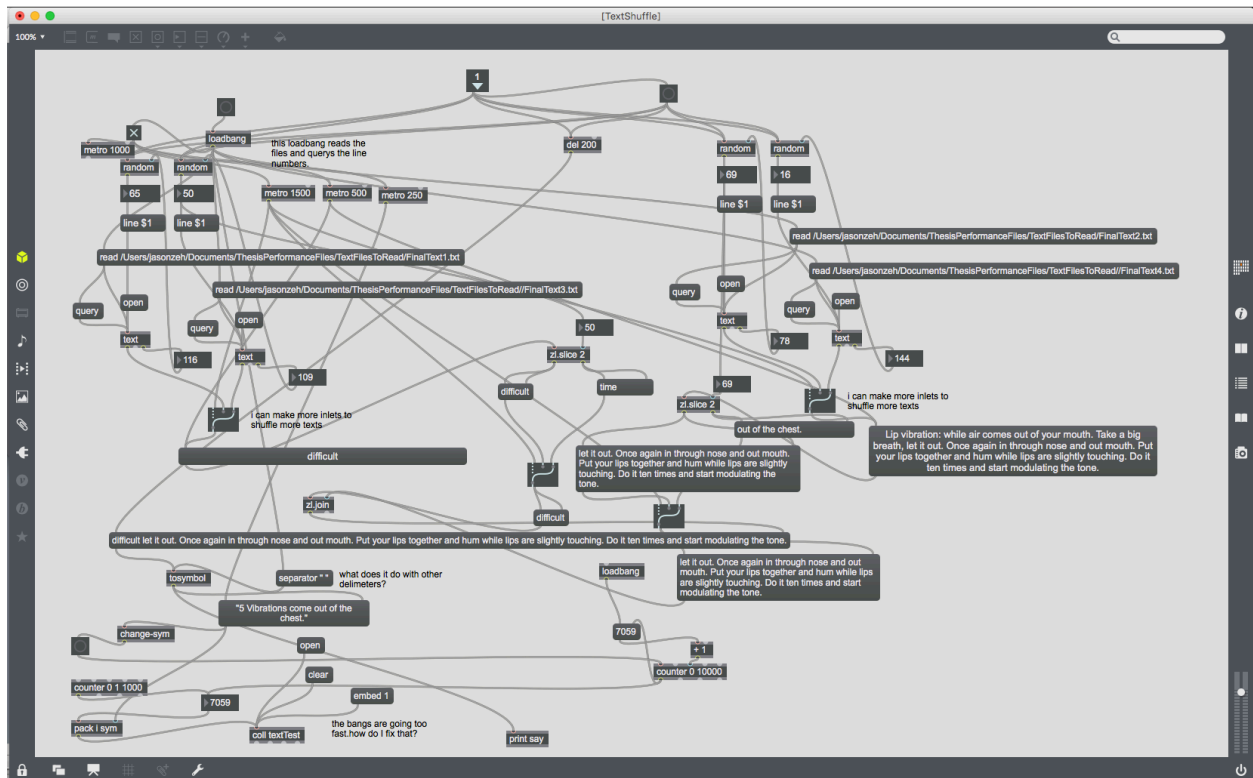 [TextShuffle]
100%
1
loadbang
this loadbang reads the
files and querys the line
numbers.
del 200
metro 1000
random
random
random
random
65
50
metro 1500
metro 500
metro 250
69
16
line $1
line $1
line $1
line $1
read /Users/jasonzeh/Documents/ThesisPerformanceFiles/TextFilesToRead/FinalText2.txt
read /Users/jasonzeh/Documents/ThesisPerformanceFiles/TextFilesToRead/FinalText1.txt
read /Users/jasonzeh/Documents/ThesisPerformanceFiles/TextFilesToRead//FinalText4.txt
read /Users/jasonzeh/Documents/ThesisPerformanceFiles/TextFilesToRead//FinalText3.txt
query
open
query
open
query
open
query
open
text
text
text
text
50
78
144
116
109
zl.slice 2
difficult
time
69
zl.slice 2
i can make more inlets to
shuffle more texts
i can make more inlets to
shuffle more texts
out of the chest.
Lip vibration: while air comes out of your mouth. Take a big
breath, let it out. Once again in through nose and out mouth. Put
your lips together and hum while lips are slightly touching. Do it
ten times and start modulating the tone.
difficult
let it out. Once again in through nose and out mouth.
Put your lips together and hum while lips are slightly
touching. Do it ten times and start modulating the
tone.
zl.join
difficult
difficult let it out. Once again in through nose and out mouth. Put your lips together and hum while lips are slightly touching. Do it ten times and start modulating the tone.
let it out. Once again in through nose and out
mouth. Put your lips together and hum while lips
are slightly touching. Do it ten times and start
modulating the tone.
tosymbol
separator " "
what does it do with other
delimeters?
loadbang
"5 Vibrations come out of the
chest."
change-sym
open
7059
+ 1
clear
counter 0 10000
counter 0 1 1000
7059
embed 1
pack i sym
coll textTest
the bangs are going too
fast.how do I fix that?
print say